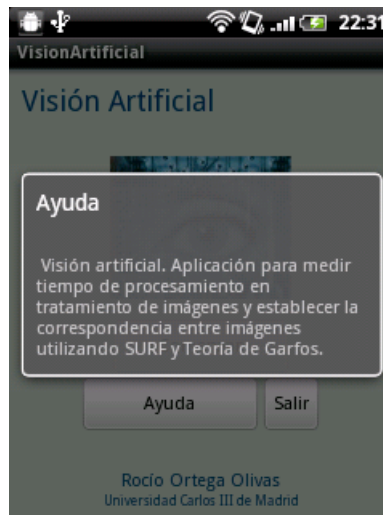 22:31
VisionArtificial
Visión Artificial
Ayuda
Visión artificial. Aplicación para medir
tiempo de procesamiento en
tratamiento de imágenes y establecer la
correspondencia entre imágenes
utilizando SURF y Teoría de Garfos.
Ayuda Salir
Rocío Ortega Olivas
Universidad Carlos III de Madrid